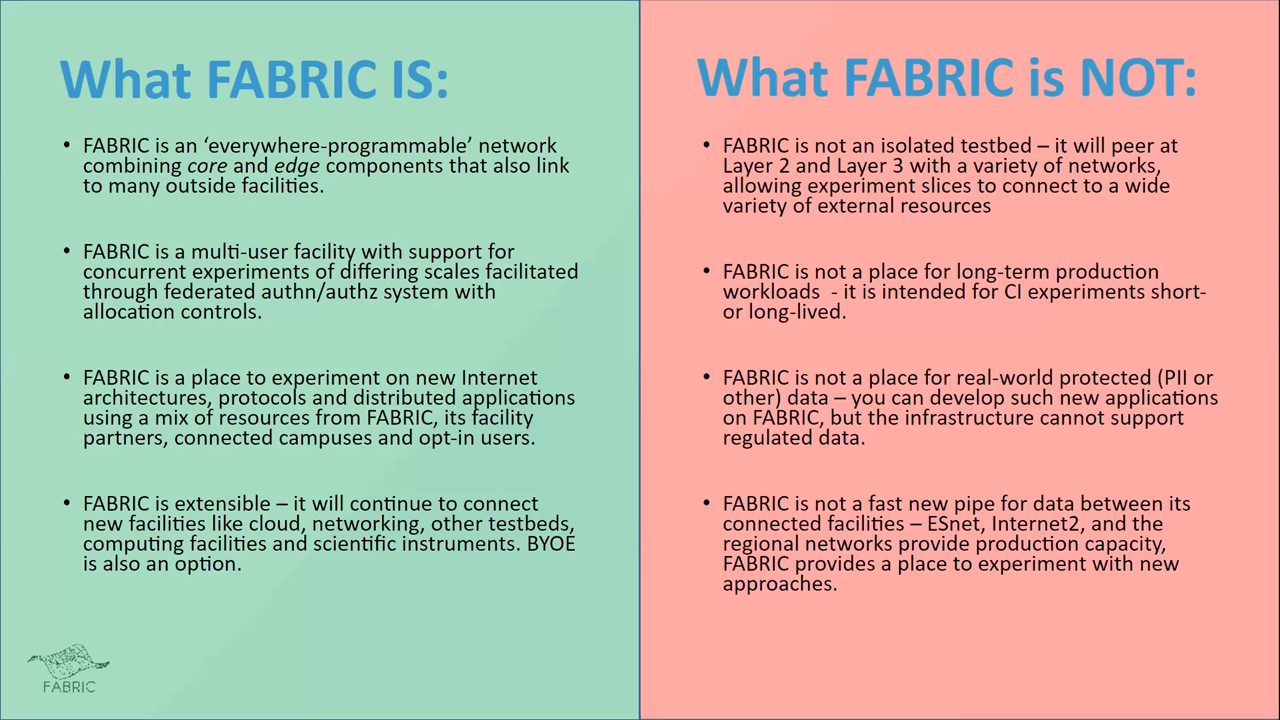 What FABRIC IS:
• FABRIC is an ‘everywhere-programmable’ network
combining core and edge components that also link
to many outside facilities.
• FABRIC is a multi-user facility with support for
concurrent experiments of differing scales facilitated
through federated authn/authz system with
allocation controls.
• FABRIC is a place to experiment on new Internet
architectures, protocols and distributed applications
using a mix of resources from FABRIC, its facility
partners, connected campuses and opt-in users.
• FABRIC is extensible – it will continue to connect
new facilities like cloud, networking, other testbeds,
computing facilities and scientific instruments. BYOE
is also an option.
FABRIC
What FABRIC is NOT:
• FABRIC is not an isolated testbed – it will peer at
Layer 2 and Layer 3 with a variety of networks,
allowing experiment slices to connect to a wide
variety of external resources
• FABRIC is not a place for long-term production
workloads  - it is intended for CI experiments short-
or long-lived.
• FABRIC is not a place for real-world protected (PII or
other) data – you can develop such new applications
on FABRIC, but the infrastructure cannot support
regulated data.
• FABRIC is not a fast new pipe for data between its
connected facilities – ESnet, Internet2, and the
regional networks provide production capacity,
FABRIC provides a place to experiment with new
approaches.